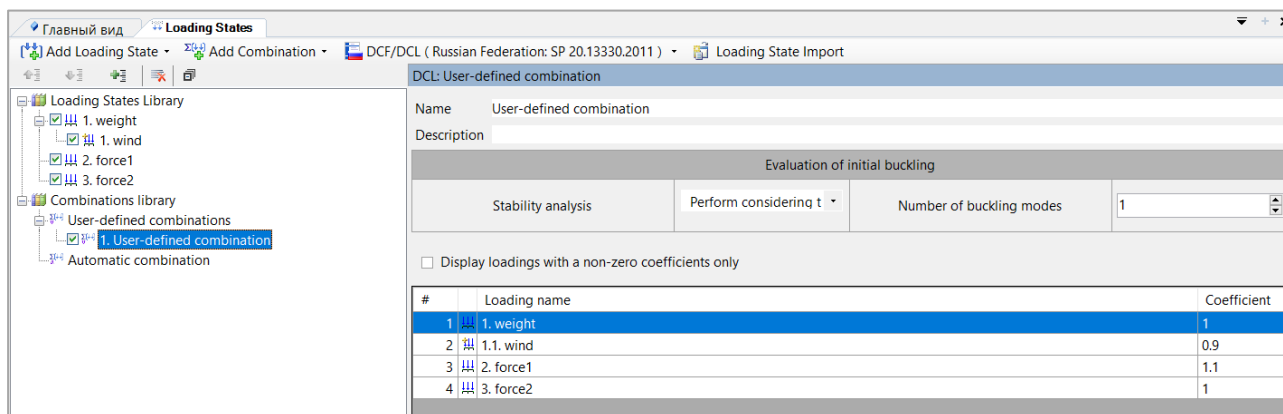 Главный вид Loading States
Add Loading State Add Combination DCF/DCL ( Russian Federation: SP 20.13330.2011 ) Loading State Import
DCL: User-defined combination
Loading States Library
1. weight
1. wind
2. force1
3. force2
Combinations library
User-defined combinations
1. User-defined combination
Automatic combination
Name User-defined combination
Description
Evaluation of initial buckling
Stability analysis Perform considering t Number of buckling modes 1
Display loadings with a non-zero coefficients only
# Loading name Coefficient
1 1. weight 1
2 1.1. wind 0.9
3 2. force1 1.1
4 3. force2 1